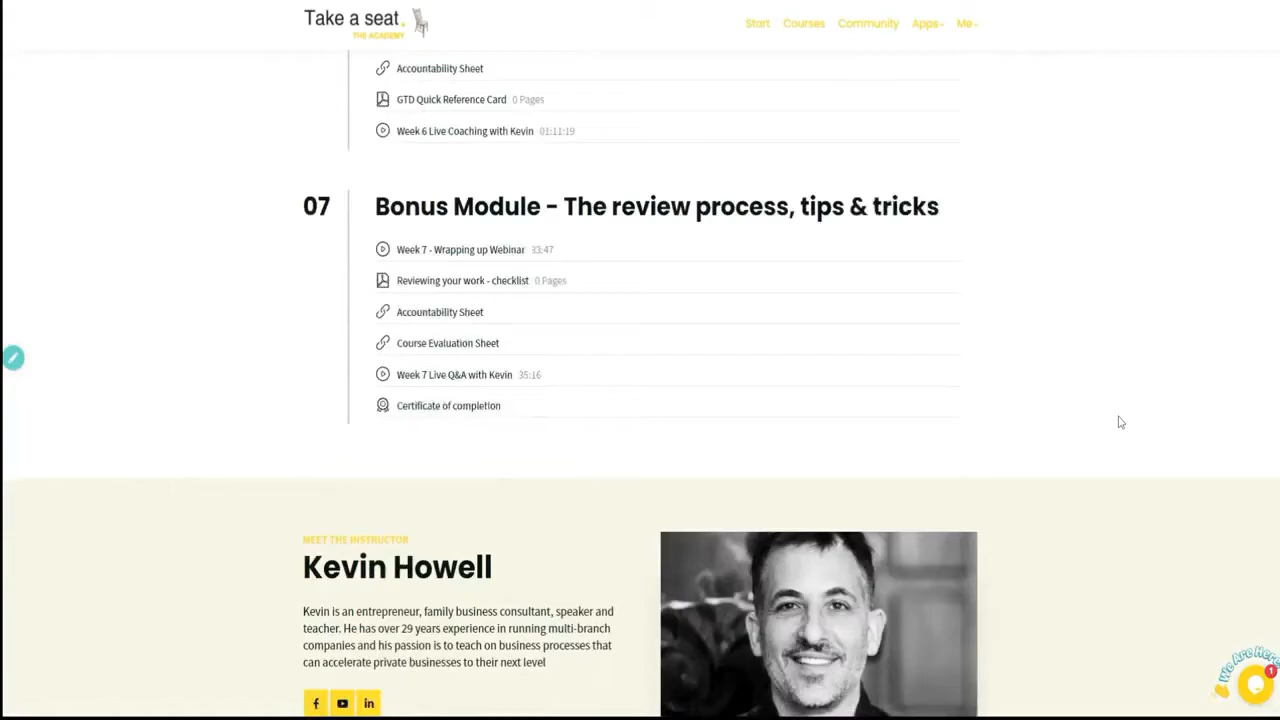 Take a seat.
THE ACADEMY
Start Courses Community Apps Me
Accountability Sheet
GTD Quick Reference Card 0 Pages
Week 6 Live Coaching with Kevin 01:11:19
07 Bonus Module - The review process, tips & tricks
Week 7 - Wrapping up Webinar 33:47
Reviewing your work - checklist 0 Pages
Accountability Sheet
Course Evaluation Sheet
Week 7 Live Q&A with Kevin 35:16
Certificate of completion
MEET THE INSTRUCTOR
Kevin Howell
Kevin is an entrepreneur, family business consultant, speaker and
teacher. He has over 29 years experience in running multi-branch
companies and his passion is to teach on business processes that
can accelerate private businesses to their next level
We Are Here
1